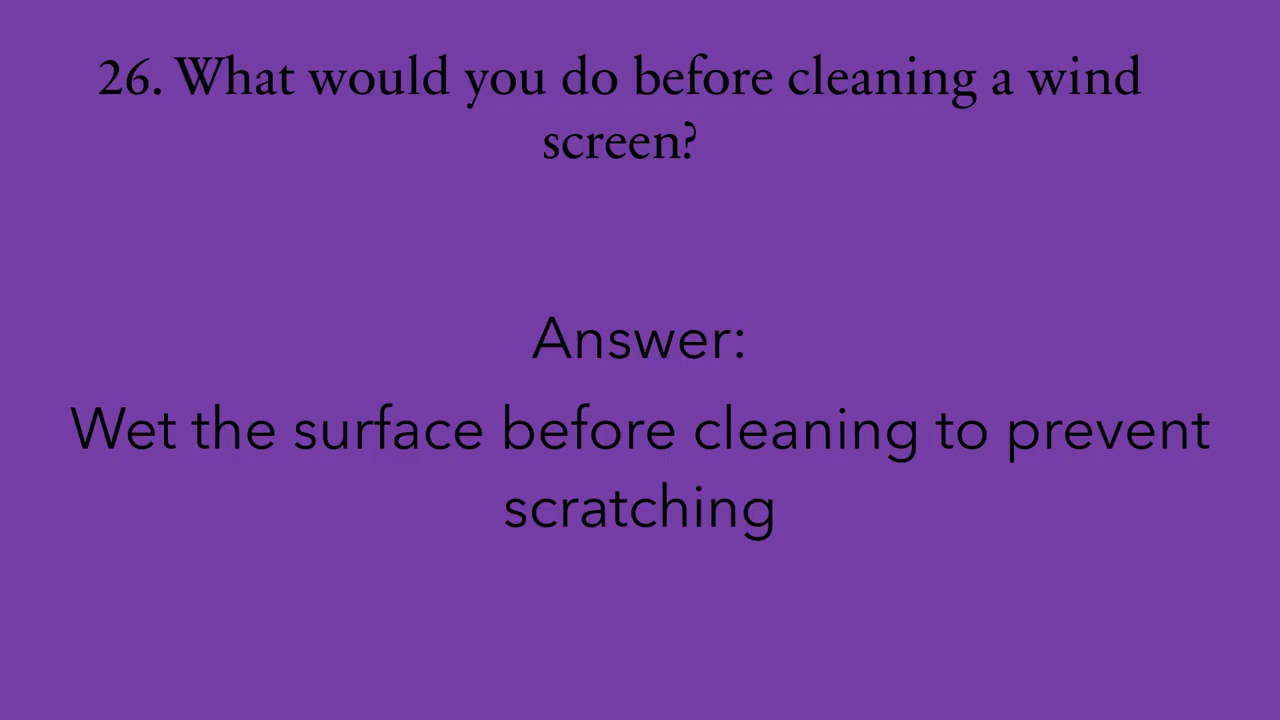 26. What would you do before cleaning a wind
screen?
Answer:
Wet the surface before cleaning to prevent
scratching